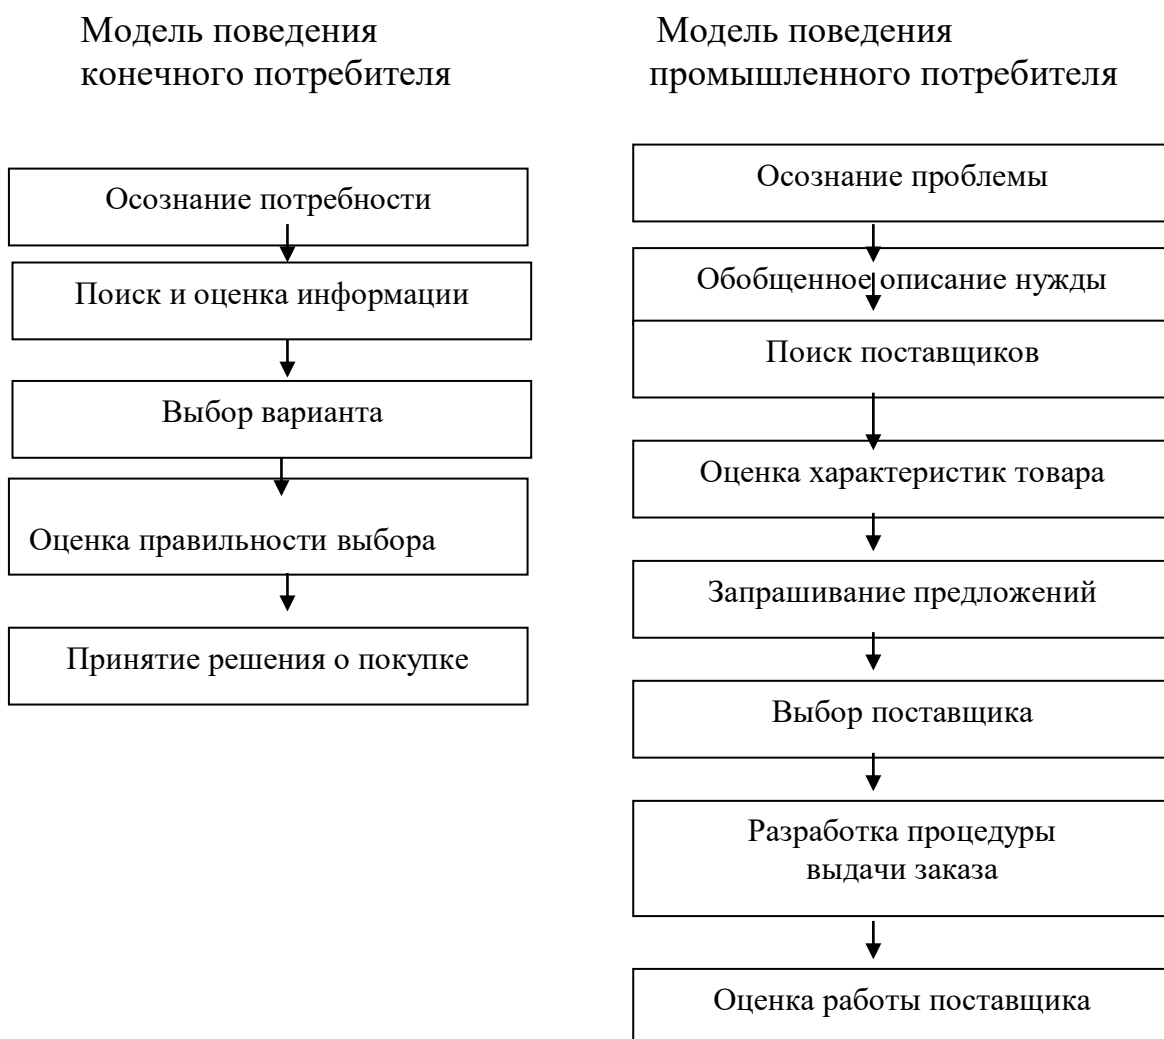 Модель поведения
конечного потребителя
Осознание потребности
Поиск и оценка информации
Выбор варианта
Оценка правильности выбора
Принятие решения о покупке
Модель поведения
промышленного потребителя
Осознание проблемы
Обобщенное описание нужды
Поиск поставщиков
Оценка характеристик товара
Запрашивание предложений
Выбор поставщика
Разработка процедуры
выдачи заказа
Оценка работы поставщика